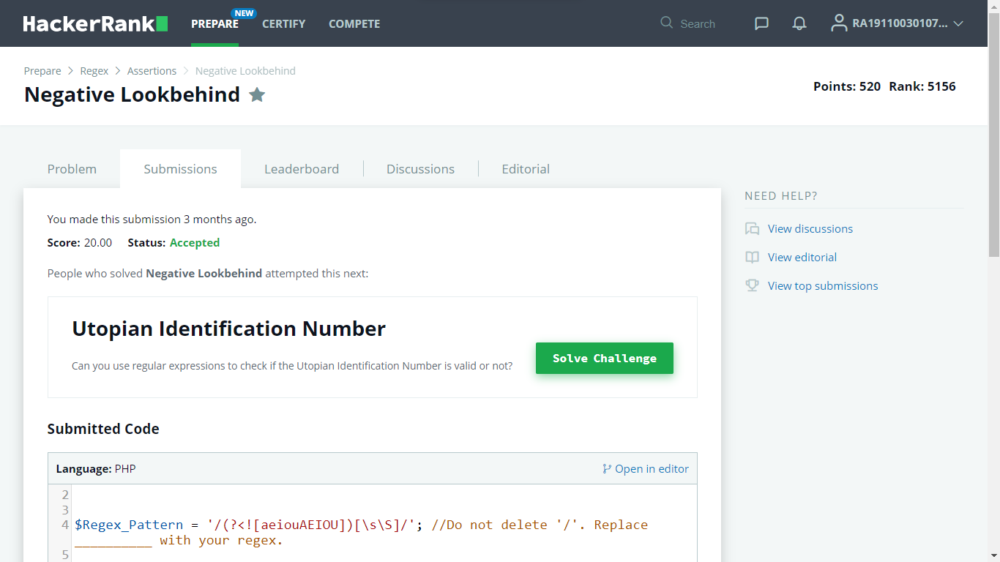 HackerRank PREPARE NEW CERTIFY COMPETE Search RA19110030107...
Prepare > Regex > Assertions > Negative Lookbehind
Negative Lookbehind
Points: 520 Rank: 5156
Problem Submissions Leaderboard Discussions Editorial
You made this submission 3 months ago.
Score: 20.00 Status: Accepted
People who solved Negative Lookbehind attempted this next:
Utopian Identification Number
Can you use regular expressions to check if the Utopian Identification Number is valid or not?
Solve Challenge
Submitted Code
Language: PHP Open in editor
2
3
4 $Regex_Pattern = '/(?<![aeiouAEIOU])[\s\S]/'; //Do not delete '/'. Replace
__________ with your regex.
5
NEED HELP?
View discussions
View editorial
View top submissions